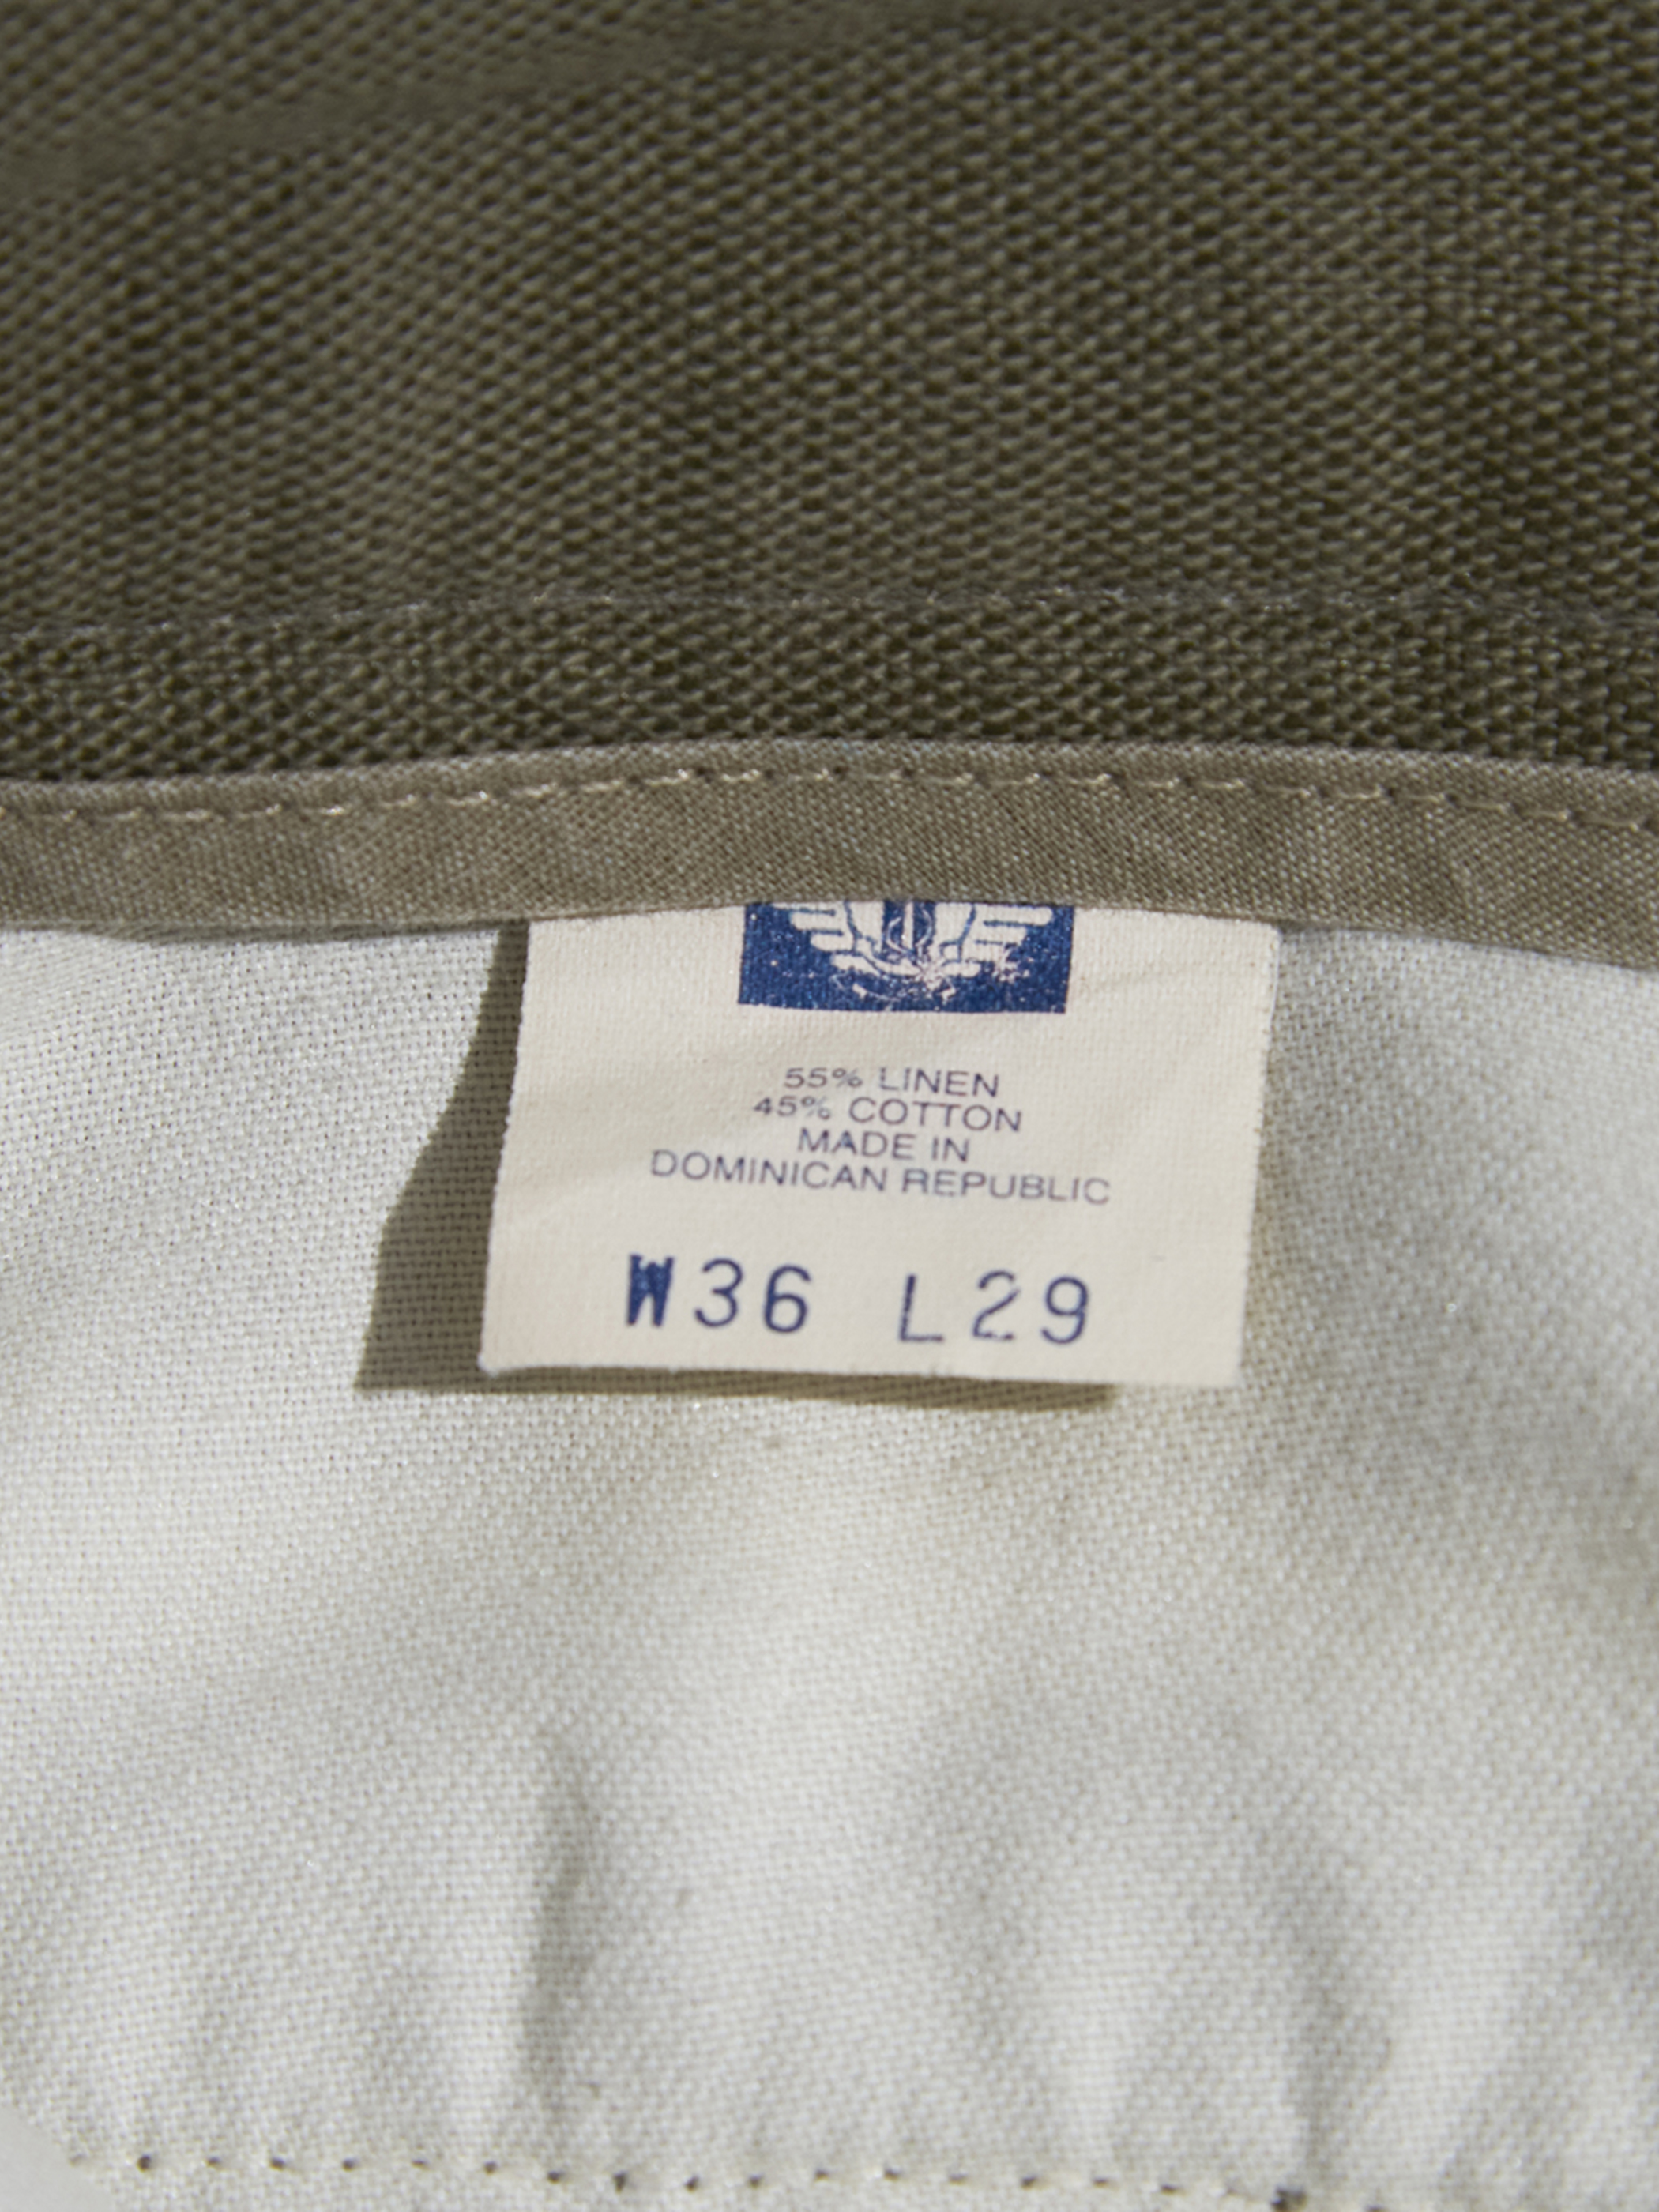 55% LINEN
45% COTTON
MADE IN
DOMINICAN REPUBLIC
W36 L29